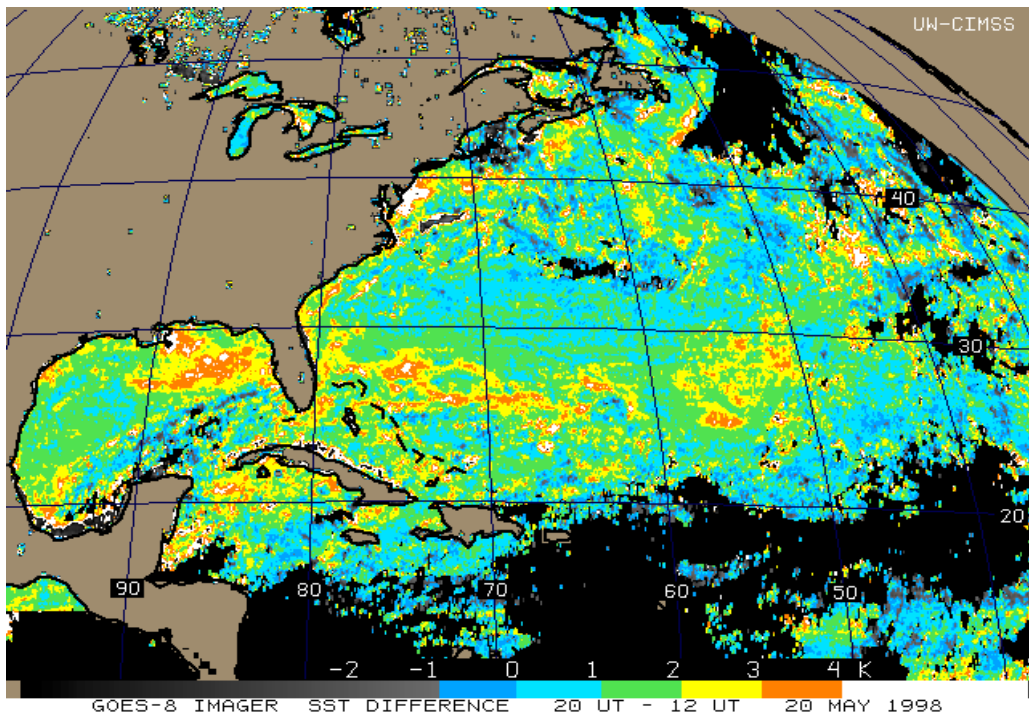 UW-CIMSS
40
30
20
90 80 70 60 50
-2 -1 0 1 2 3 4 K
GOES-8 IMAGER SST DIFFERENCE 20 UT - 12 UT 20 MAY 1998